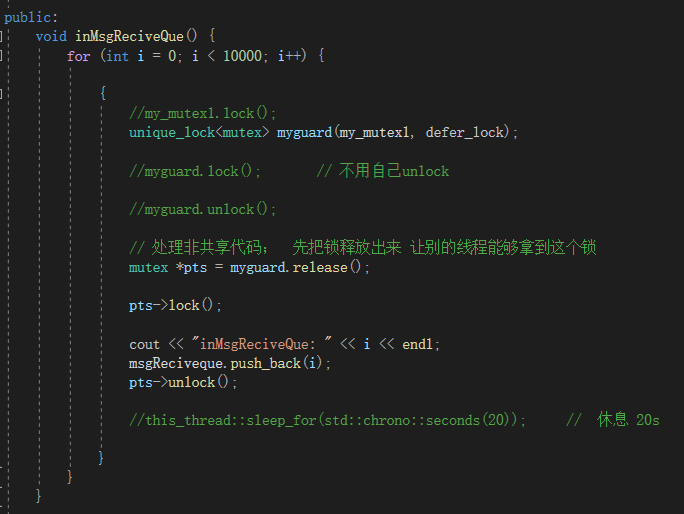 public:
void inMsgReciveQue() {
for (int i = 0; i < 10000; i++) {
{
//my_mutex1.lock();
unique_lock<mutex> myguard(my_mutex1, defer_lock);
//myguard.lock(); // 不用自己unlock
//myguard.unlock();
// 处理非共享代码； 先把锁释放出来 让别的线程能够拿到这个锁
mutex *pts = myguard.release();
pts->lock();
cout << "inMsgReciveQue: " << i << endl;
msgReciveque.push_back(i);
pts->unlock();
//this_thread::sleep_for(std::chrono::seconds(20)); // 休息 20s
}
}
}